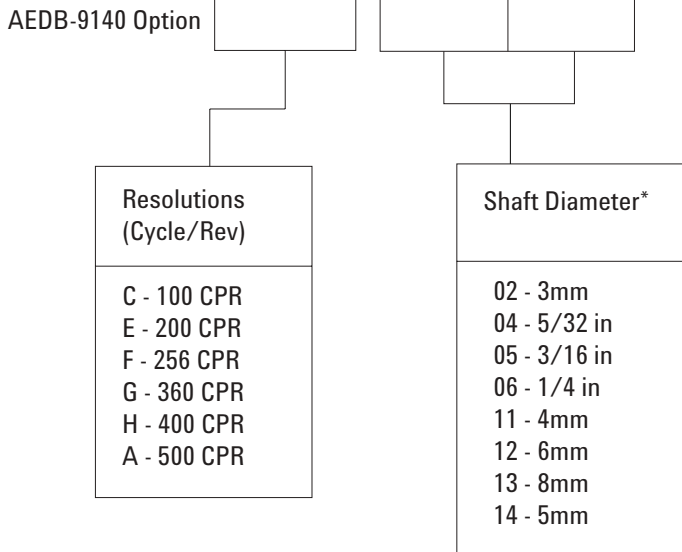 AEDB-9140 Option
Resolutions
(Cycle/Rev)
C - 100 CPR
E - 200 CPR
F - 256 CPR
G - 360 CPR
H - 400 CPR
A - 500 CPR
Shaft Diameter*
02 - 3mm
04 - 5/32 in
05 - 3/16 in
06 - 1/4 in
11 - 4mm
12 - 6mm
13 - 8mm
14 - 5mm